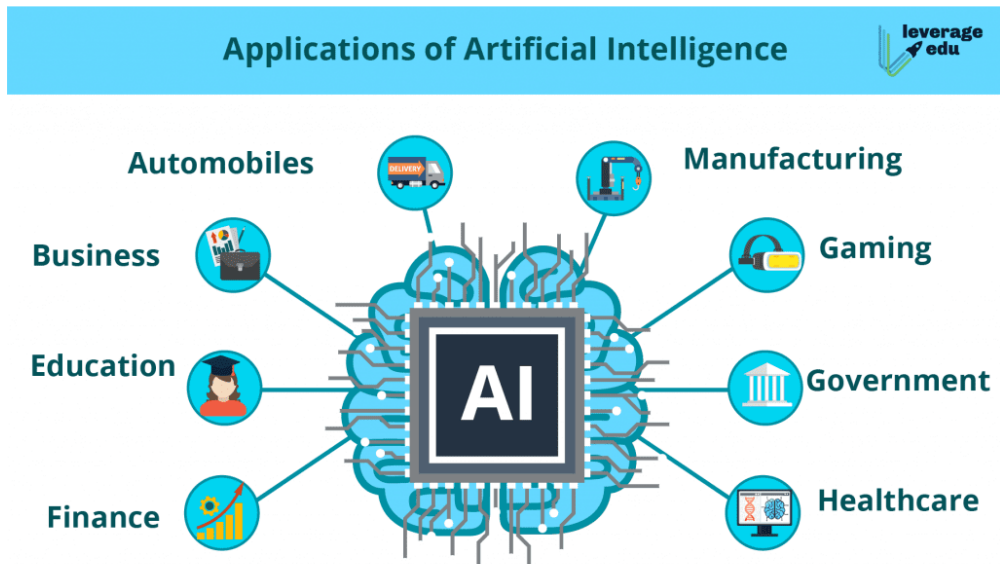 Applications of Artificial Intelligence
leverage
edu
Automobiles
DELIVERY
Manufacturing
Business
Gaming
Education
AI
Government
Finance
Healthcare